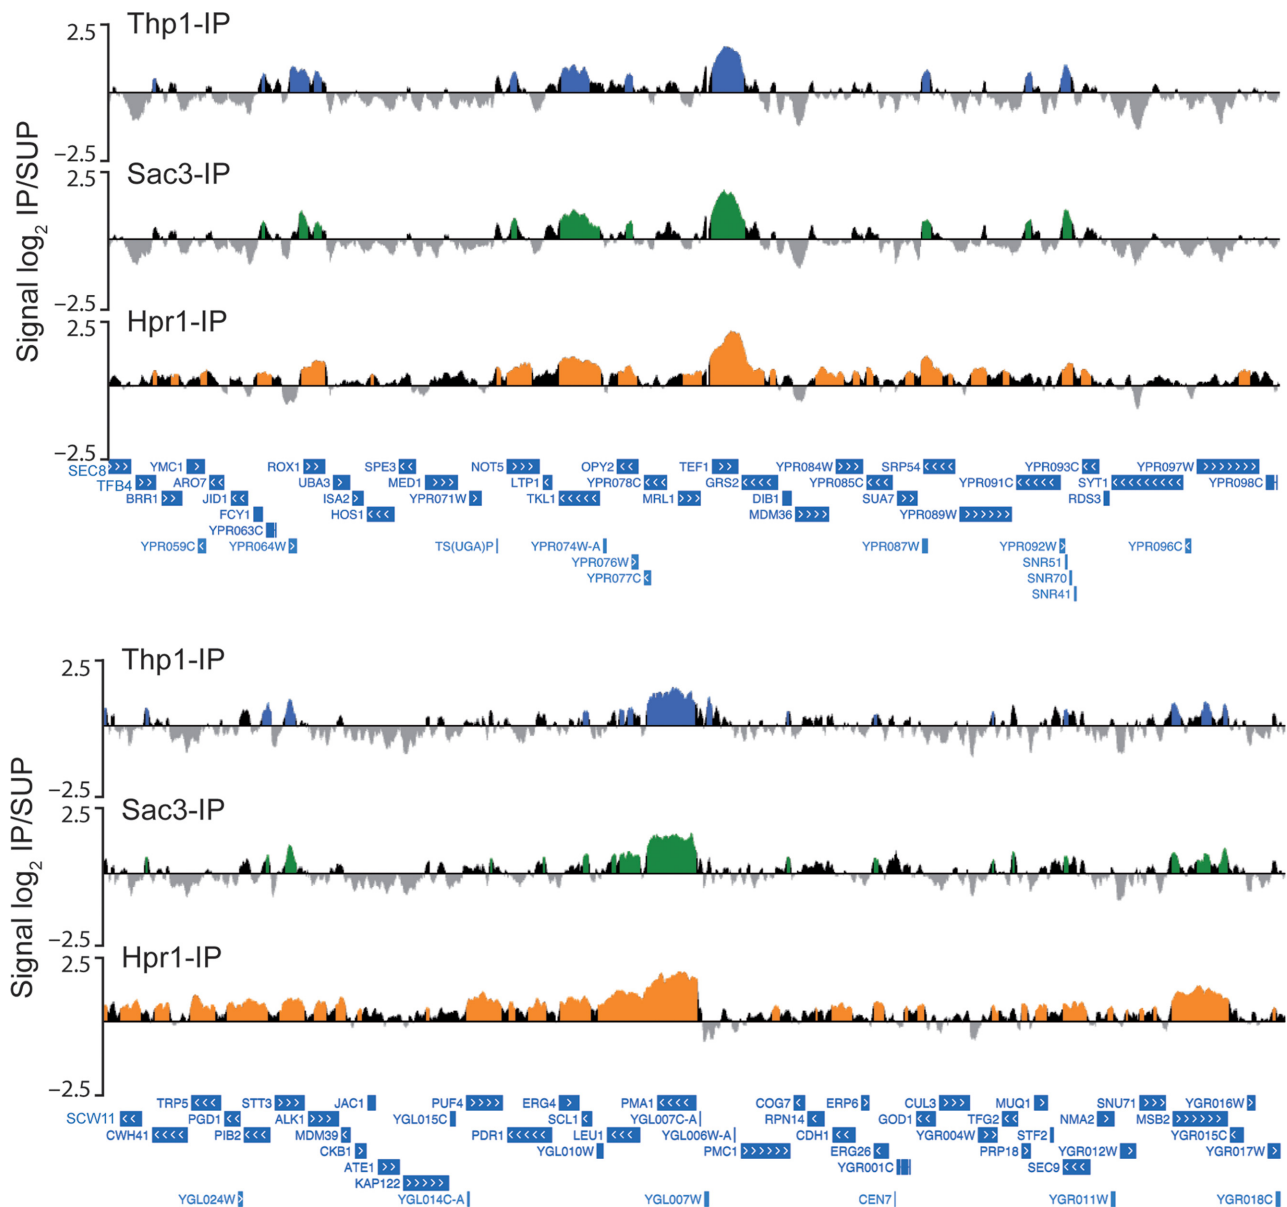 Thp1-IP
2.5
−2.5
Sac3-IP
2.5
−2.5
Hpr1-IP
2.5
−2.5
Signal log2 IP/SUP
SEC8 YMC1 ROX1 SPE3 NOT5 OPY2 TEF1 YPR084W SRP54 YPR093C YPR097W
TFB4 ARO7 JID1 UBA3 MED1 LTP1 YPR078C GRS2 YPR085C YPR091C SYT1 YPR098C
BRR1 ISA2 YPR071W TKL1 MRL1 DIB1 SUA7 RDS3
FCY1 HOS1 MDM36 YPR089W
YPR063C
YPR059C YPR064W TS(UGA)P YPR074W-A YPR087W YPR092W YPR096C
YPR076W SNR51
YPR077C SNR70
SNR41
Thp1-IP
2.5
−2.5
Sac3-IP
2.5
−2.5
Hpr1-IP
2.5
−2.5
Signal log2 IP/SUP
TRP5 STT3 JAC1 PUF4 ERG4 PMA1 COG7 ERP6 CUL3 MUQ1 SNU71 YGR016W
SCW11 PGD1 ALK1 YGL015C SCL1 YGL007C-A RPN14 GOD1 TFG2 NMA2 MSB2
CWH41 PIB2 MDM39 PDR1 LEU1 YGL006W-A CDH1 YGR004W STF2 YGR015C
CKB1 YGL010W PMC1 ERG26 PRP18 YGR012W YGR017W
ATE1 YGR001C SEC9
KAP122
YGL024W YGL014C-A YGL007W CEN7 YGR011W YGR018C